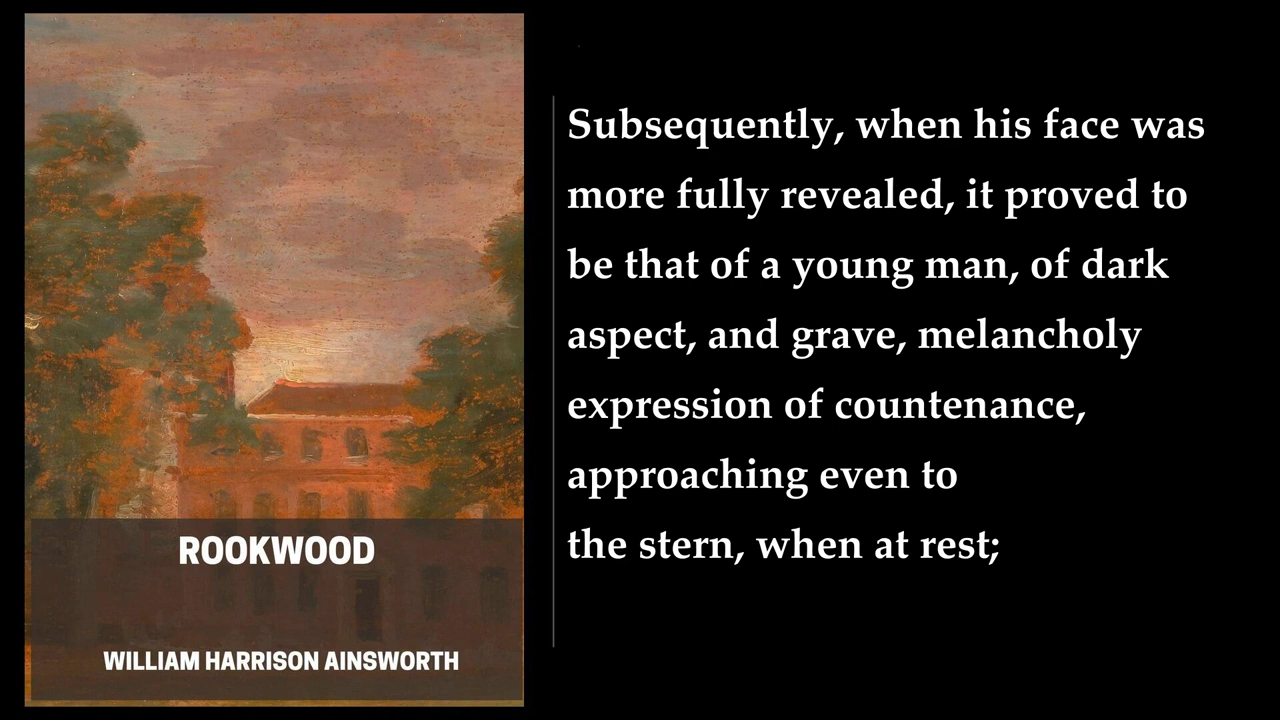 ROOKWOOD
WILLIAM HARRISON AINSWORTH
Subsequently, when his face was
more fully revealed, it proved to
be that of a young man, of dark
aspect, and grave, melancholy
expression of countenance,
approaching even to
the stern, when at rest;